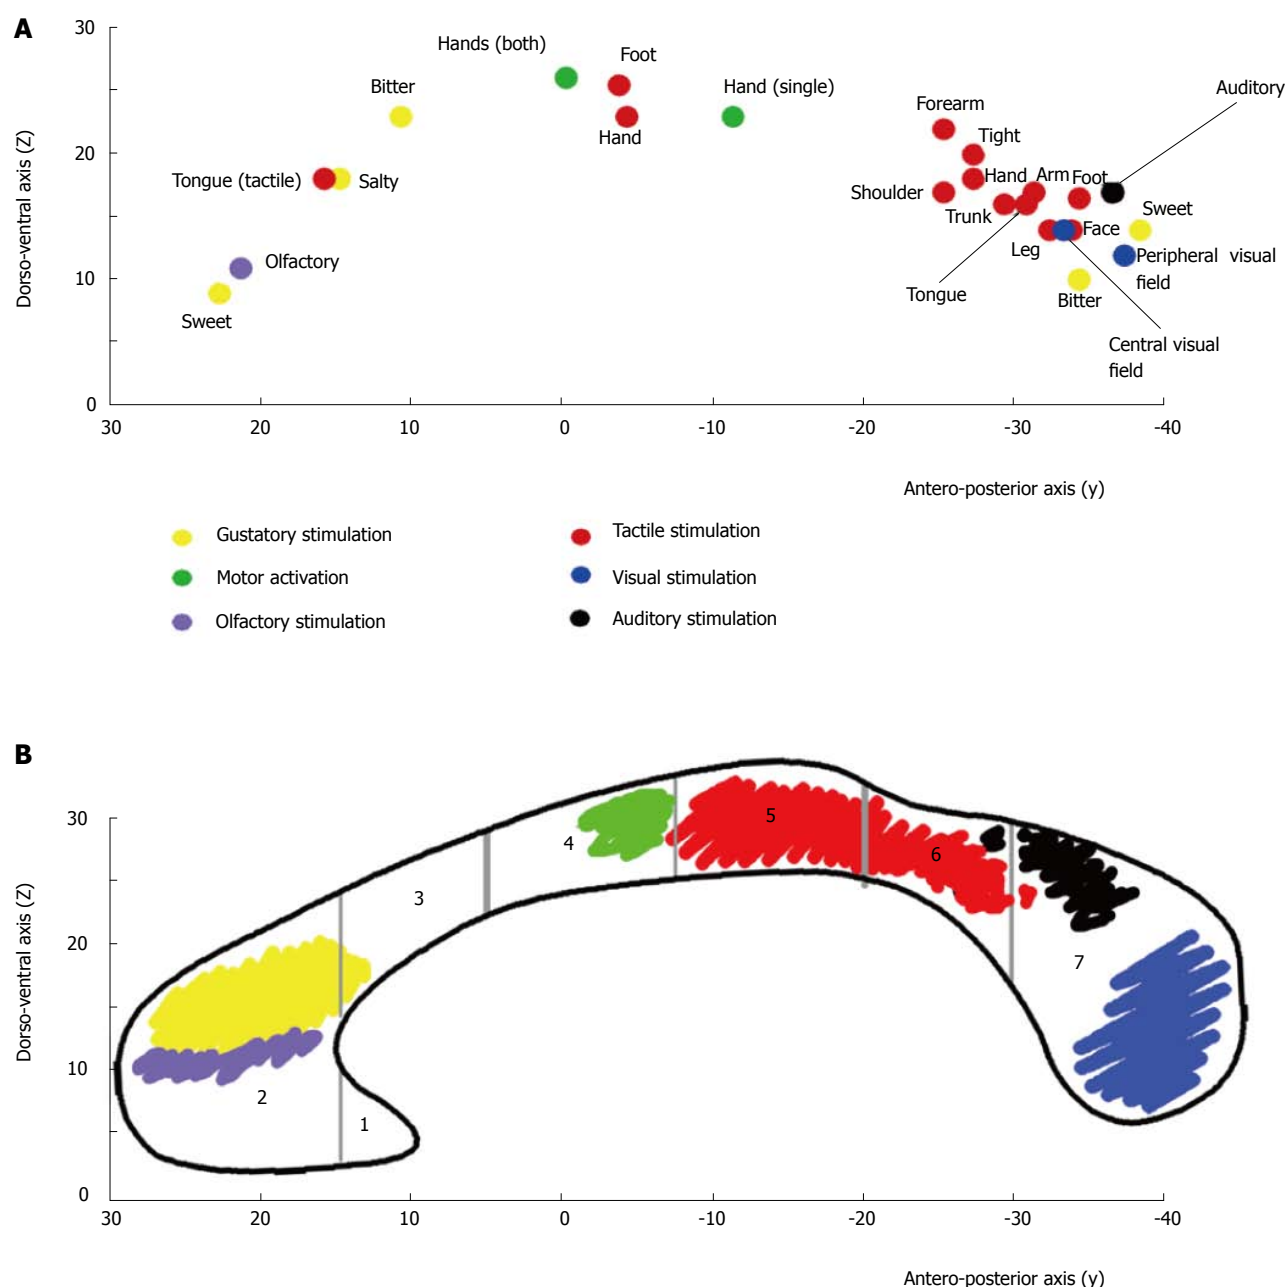 A
Dorso-ventral axis (Z)
30
20
10
0
Hands (both)
Foot
Bitter
Hand (single)
Auditory
Forearm
Hand
Tight
Tongue (tactile)
Salty
Hand
Arm
Foot
Shoulder
Trunk
Sweet
Face
Leg
Peripheral visual
field
Olfactory
Tongue
Bitter
Sweet
Central visual
field
30
20
10
0
-10
-20
-30
-40
Antero-posterior axis (y)
Gustatory stimulation
Tactile stimulation
Motor activation
Visual stimulation
Olfactory stimulation
Auditory stimulation
B
Dorso-ventral axis (Z)
30
20
10
0
5
4
6
3
7
2
1
30
20
10
0
-10
-20
-30
-40
Antero-posterior axis (y)